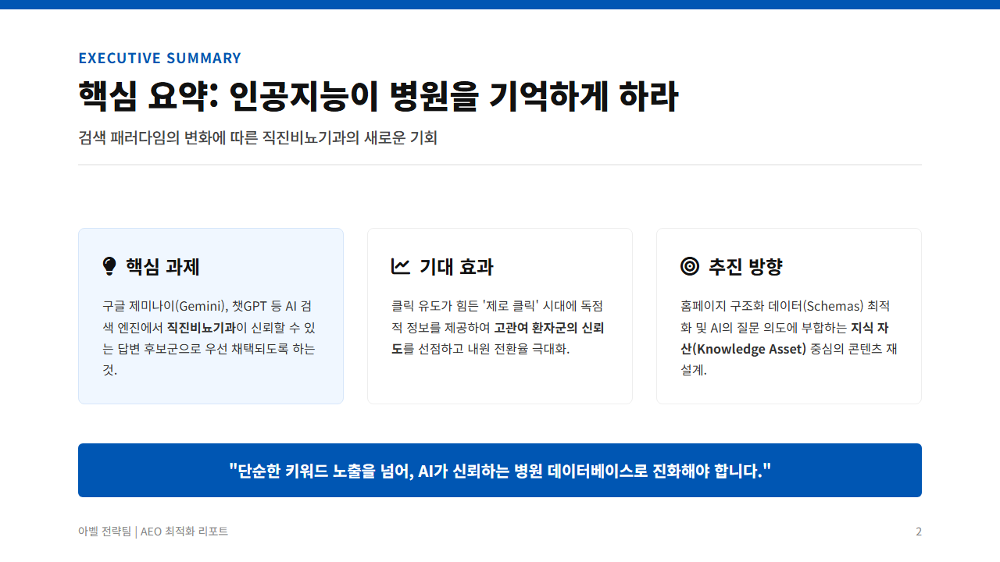 EXECUTIVE SUMMARY
핵심 요약: 인공지능이 병원을 기억하게 하라
검색 패러다임의 변화에 따른 직진비뇨기과의 새로운 기회
핵심 과제
구글 제미나이(Gemini), 챗GPT 등 AI 검
색 엔진에서 직진비뇨기과이 신뢰할 수 있
는 답변 후보군으로 우선 채택되도록 하는
것.
기대 효과
클릭 유도가 힘든 '제로 클릭' 시대에 독점
적 정보를 제공하여 고관여 환자군의 신뢰
도를 선점하고 내원 전환율 극대화.
추진 방향
홈페이지 구조화 데이터(Schemas) 최적
화 및 AI의 질문 의도에 부합하는 지식 자
산(Knowledge Asset) 중심의 콘텐츠 재
설계.
"단순한 키워드 노출을 넘어, AI가 신뢰하는 병원 데이터베이스로 진화해야 합니다."
아벨 전략팀 | AEO 최적화 리포트
2